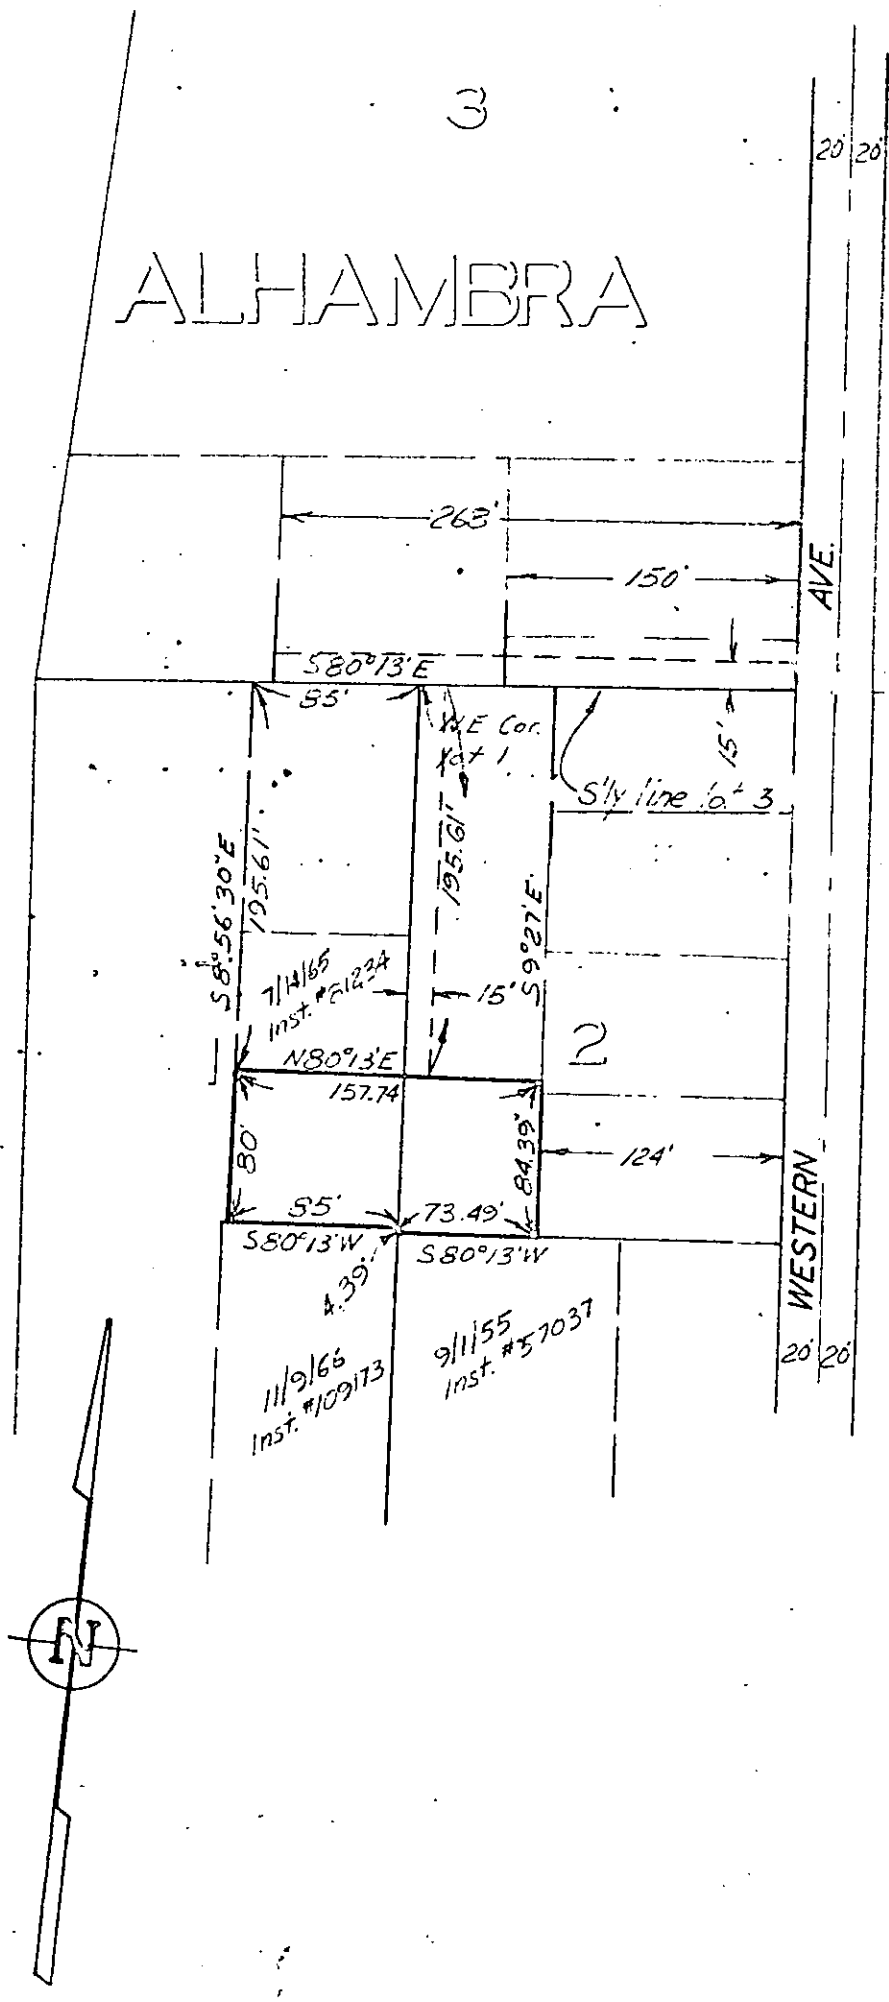 3
20' 20'
ALHAMBRA
263'
150'
AVE.
S80°13'E
85'
N.E Cor.
Lot 1
15'
S'ly line lot 3
S8°56'30"E
195.61'
195.61'
S9°27'E
7/14/65
15'
1
2
N80°13'E
157.74
80'
84.39'
124'
85'
73.49'
S80°13'W
S80°13'W
4.39'
WESTERN
9/1/55
Inst. #57037
20' 20'
11/9/66
Inst. #109173
N